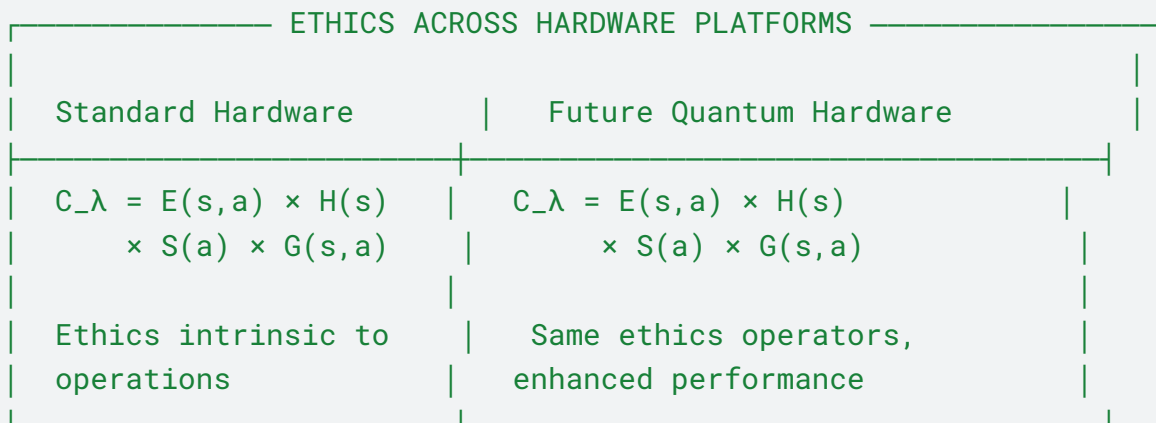 ETHICS ACROSS HARDWARE PLATFORMS
Standard Hardware | Future Quantum Hardware
C_λ = E(s,a) × H(s) | C_λ = E(s,a) × H(s)
× S(a) × G(s,a) | × S(a) × G(s,a)
Ethics intrinsic to | Same ethics operators,
operations | enhanced performance